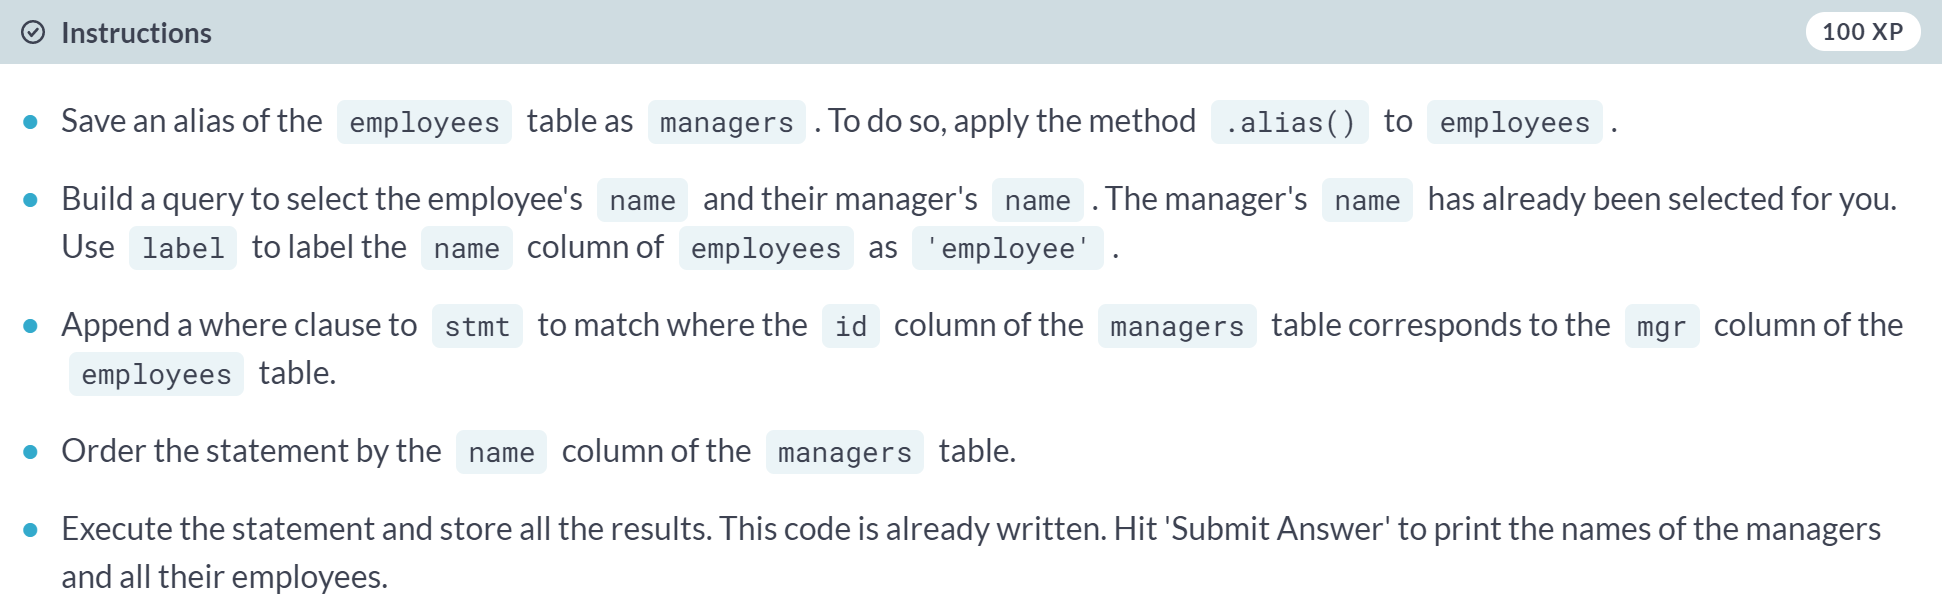 Instructions
100 XP
Save an alias of the employees table as managers . To do so, apply the method .alias() to employees .
Build a query to select the employee's name and their manager's name . The manager's name has already been selected for you.
Use label to label the name column of employees as 'employee' .
Append a where clause to stmt to match where the id column of the managers table corresponds to the mgr column of the
employees table.
Order the statement by the name column of the managers table.
Execute the statement and store all the results. This code is already written. Hit 'Submit Answer' to print the names of the managers
and all their employees.